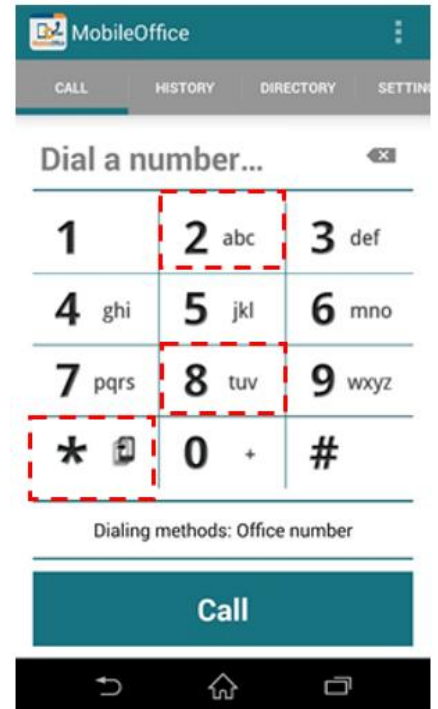 MobileOffice
CALL HISTORY DIRECTORY SETTIN
Dial a number...
1 2 abc 3 def
4 ghi 5 jkl 6 mno
7 pqrs 8 tuv 9 wxyz
* 0 + #
Dialing methods: Office number
Call